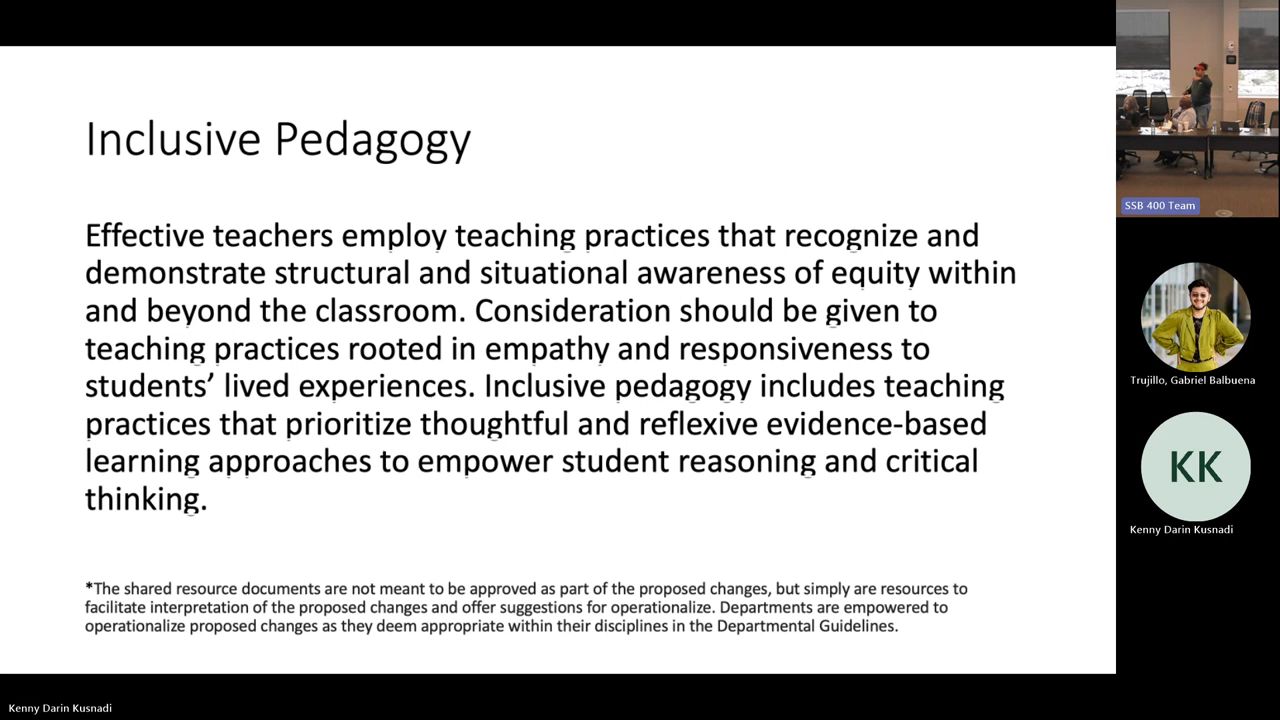 Inclusive Pedagogy
Effective teachers employ teaching practices that recognize and
demonstrate structural and situational awareness of equity within
and beyond the classroom. Consideration should be given to
teaching practices rooted in empathy and responsiveness to
students’ lived experiences. Inclusive pedagogy includes teaching
practices that prioritize thoughtful and reflexive evidence-based
learning approaches to empower student reasoning and critical
thinking.
*The shared resource documents are not meant to be approved as part of the proposed changes, but simply are resources to
facilitate interpretation of the proposed changes and offer suggestions for operationalize. Departments are empowered to
operationalize proposed changes as they deem appropriate within their disciplines in the Departmental Guidelines.
SSB 400 Team
Trujillo, Gabriel Balbuena
KK
Kenny Darin Kusnadi
Kenny Darin Kusnadi